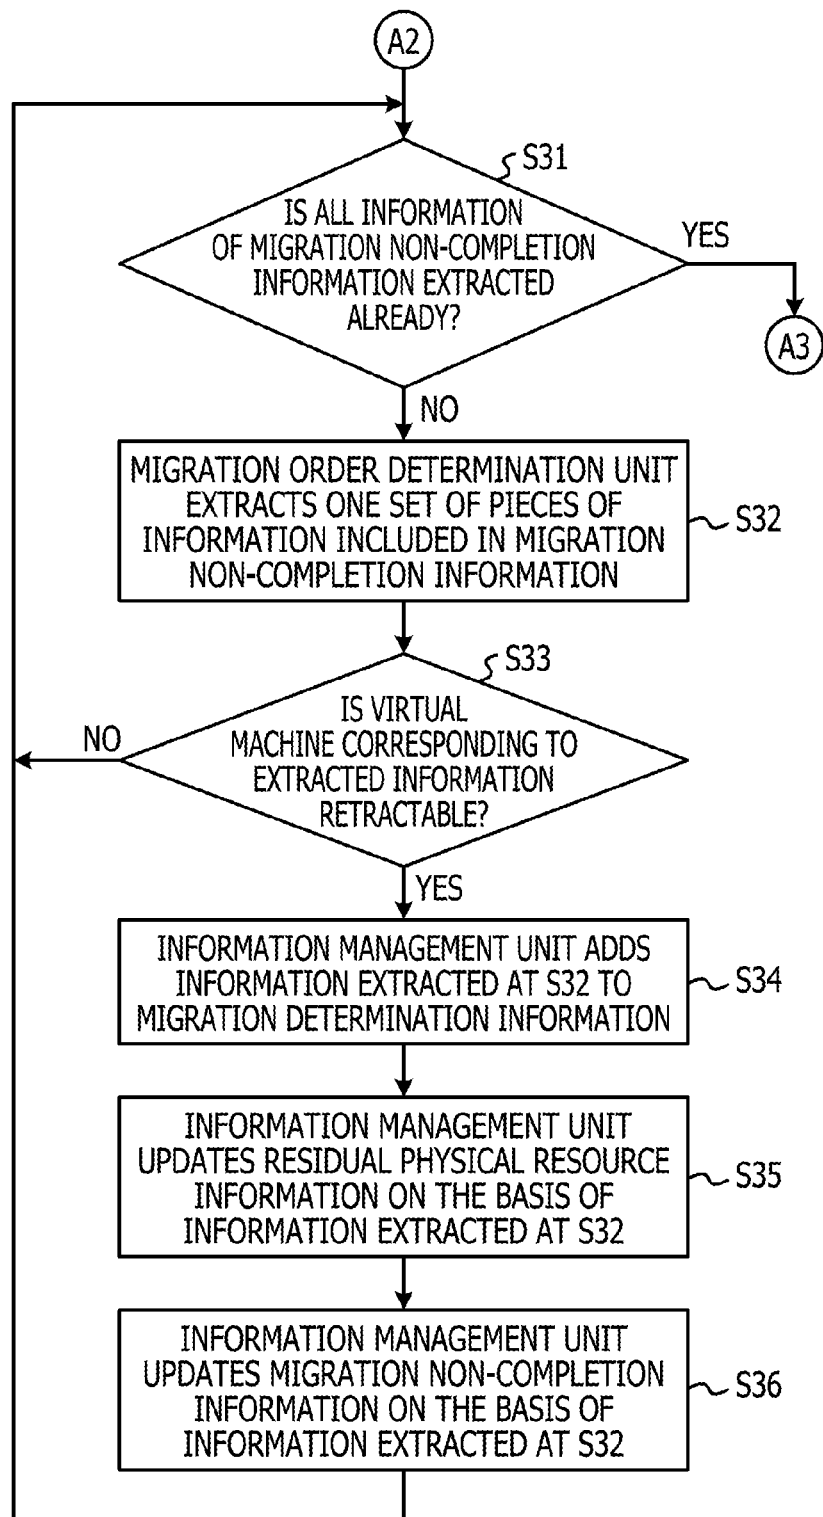 A2
S31
IS ALL INFORMATION
OF MIGRATION NON-COMPLETION
INFORMATION EXTRACTED
ALREADY?
YES
A3
NO
MIGRATION ORDER DETERMINATION UNIT
EXTRACTS ONE SET OF PIECES OF
INFORMATION INCLUDED IN MIGRATION
NON-COMPLETION INFORMATION
S32
S33
IS VIRTUAL
MACHINE CORRESPONDING TO
EXTRACTED INFORMATION
RETRACTABLE?
NO
YES
INFORMATION MANAGEMENT UNIT ADDS
INFORMATION EXTRACTED AT S32 TO
MIGRATION DETERMINATION INFORMATION
S34
INFORMATION MANAGEMENT UNIT
UPDATES RESIDUAL PHYSICAL RESOURCE
INFORMATION ON THE BASIS OF
INFORMATION EXTRACTED AT S32
S35
INFORMATION MANAGEMENT UNIT
UPDATES MIGRATION NON-COMPLETION
INFORMATION ON THE BASIS OF
INFORMATION EXTRACTED AT S32
S36